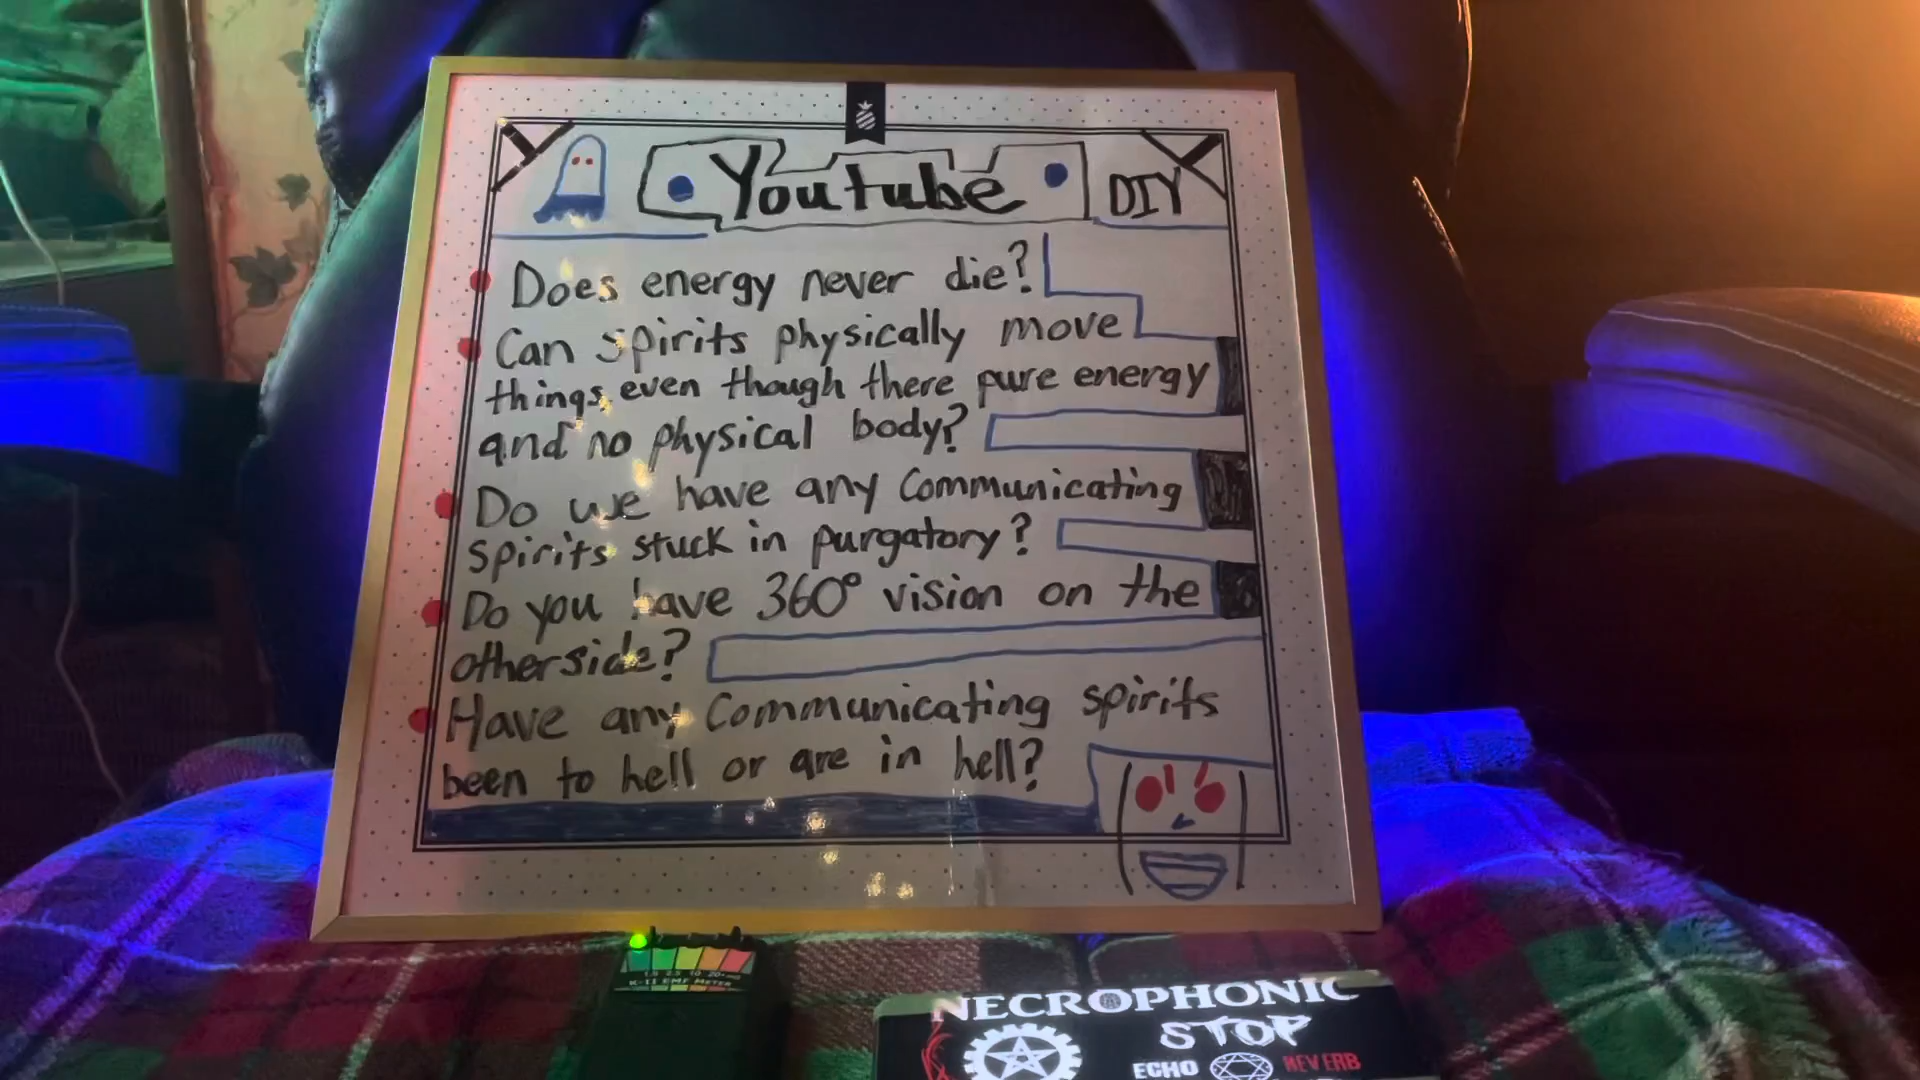 Youtube DIY
Does energy never die?
Can spirits physically move
things, even though there pure energy
and no physical body?
Do we have any Communicating
spirits stuck in purgatory?
Do you have 360° vision on the
otherside?
Have any Communicating spirits
been to hell or are in hell?
K-II EMF METER
NECROPHONIC
STOP
ECHO REVERB